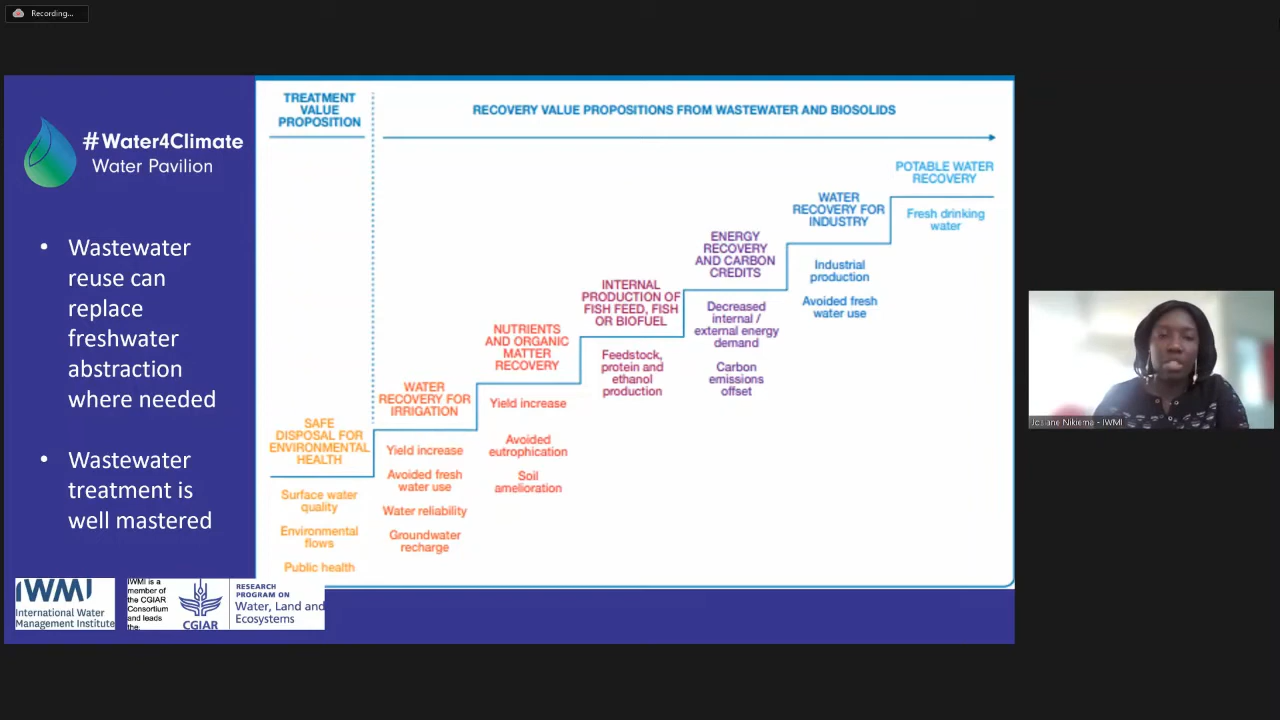 Recording...
#Water4Climate
Water Pavilion
• Wastewater
reuse can
replace
freshwater
abstraction
where needed
• Wastewater
treatment is
well mastered
TREATMENT
VALUE
PROPOSITION
RECOVERY VALUE PROPOSITIONS FROM WASTEWATER AND BIOSOLIDS
SAFE
DISPOSAL FOR
ENVIRONMENTAL
HEALTH
Surface water
quality
Environmental
flows
Public health
WATER
RECOVERY FOR
IRRIGATION
Yield increase
Avoided fresh
water use
Water reliability
Groundwater
recharge
NUTRIENTS
AND ORGANIC
MATTER
RECOVERY
Yield increase
Avoided
eutrophication
Soil
amelioration
INTERNAL
PRODUCTION OF
FISH FEED, FISH
OR BIOFUEL
Feedstock,
protein and
ethanol
production
ENERGY
RECOVERY
AND CARBON
CREDITS
Decreased
internal /
external energy
demand
Carbon
emissions
offset
WATER
RECOVERY FOR
INDUSTRY
Industrial
production
Avoided fresh
water use
POTABLE WATER
RECOVERY
Fresh drinking
water
Josiane Nikiema - IWMI
IWMI
International Water
Management Institute
IWMI is a
member of
the CGIAR
Consortium
and leads
the:
CGIAR
RESEARCH
PROGRAM ON
Water, Land and
Ecosystems